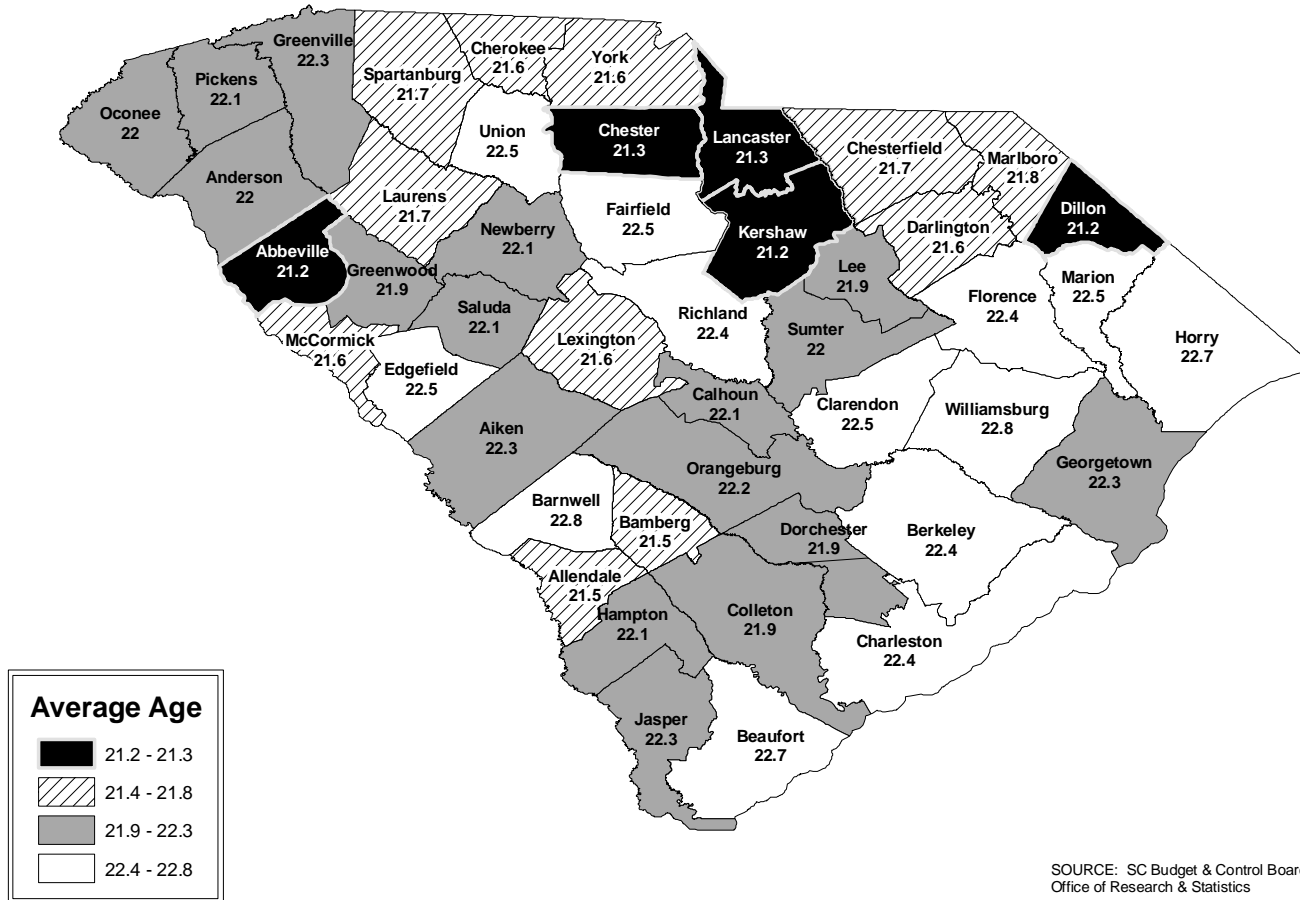 Greenville
22.3
Cherokee
21.6
York
21.6
Spartanburg
21.7
Pickens
22.1
Oconee
22
Union
22.5
Chester
21.3
Lancaster
21.3
Chesterfield
21.7
Marlboro
21.8
Anderson
22
Laurens
21.7
Fairfield
22.5
Kershaw
21.2
Darlington
21.6
Dillon
21.2
Newberry
22.1
Abbeville
21.2
Greenwood
21.9
Lee
21.9
Marion
22.5
Saluda
22.1
Richland
22.4
Florence
22.4
Horry
22.7
McCormick
21.6
Lexington
21.6
Sumter
22
Edgefield
22.5
Calhoun
22.1
Clarendon
22.5
Williamsburg
22.8
Aiken
22.3
Orangeburg
22.2
Georgetown
22.3
Barnwell
22.8
Bamberg
21.5
Dorchester
21.9
Berkeley
22.4
Allendale
21.5
Hampton
22.1
Colleton
21.9
Charleston
22.4
Jasper
22.3
Beaufort
22.7
Average Age
21.2 - 21.3
21.4 - 21.8
21.9 - 22.3
22.4 - 22.8
SOURCE: SC Budget & Control Board
Office of Research & Statistics